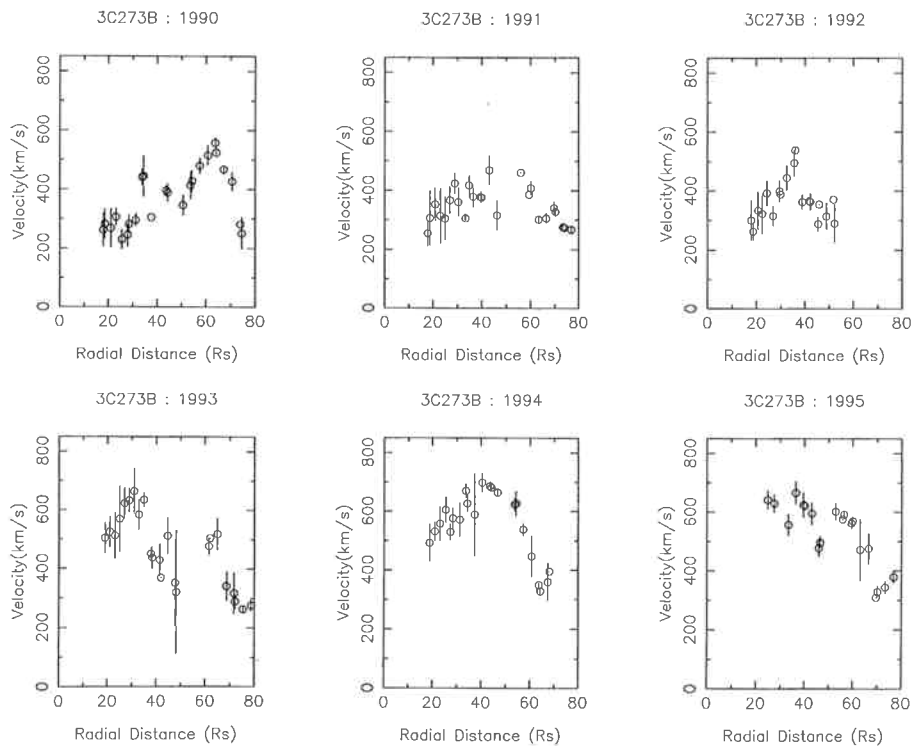 3C273B : 1990
3C273B : 1991
3C273B : 1992
Velocity(km/s)
0 200 400 600 800
0 20 40 60 80
Radial Distance (Rs)
Velocity(km/s)
0 200 400 600 800
0 20 40 60 80
Radial Distance (Rs)
Velocity(km/s)
0 200 400 600 800
0 20 40 60 80
Radial Distance (Rs)
3C273B : 1993
3C273B : 1994
3C273B : 1995
Velocity(km/s)
0 200 400 600 800
0 20 40 60 80
Radial Distance (Rs)
Velocity(km/s)
0 200 400 600 800
0 20 40 60 80
Radial Distance (Rs)
Velocity(km/s)
0 200 400 600 800
0 20 40 60 80
Radial Distance (Rs)